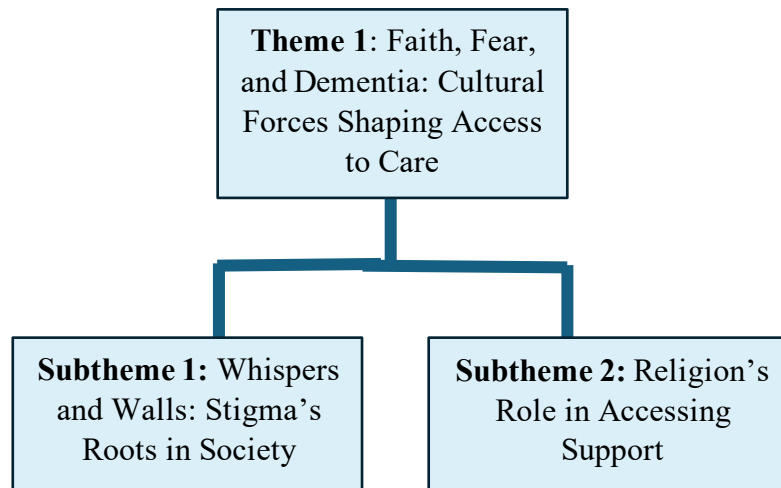 Theme 1: Faith, Fear,
and Dementia: Cultural
Forces Shaping Access
to Care
Subtheme 1: Whispers
and Walls: Stigma’s
Roots in Society
Subtheme 2: Religion’s
Role in Accessing
Support